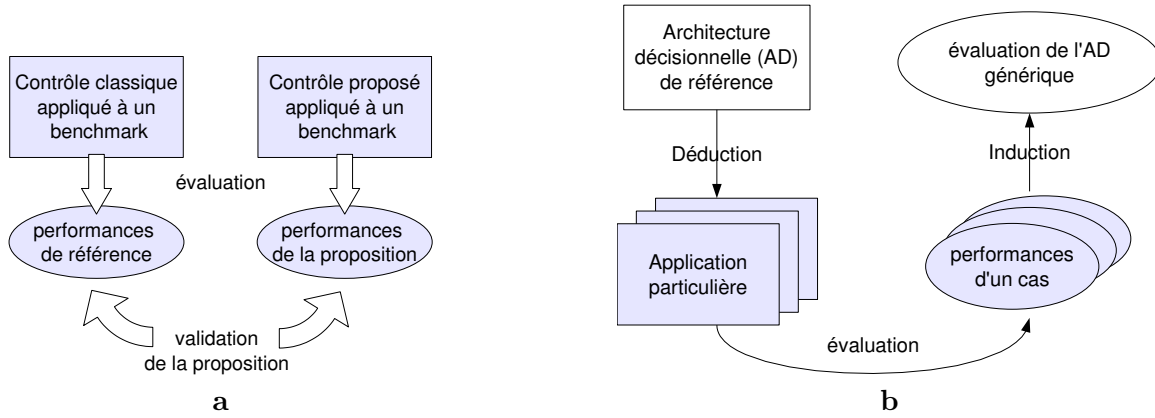 Contrôle classique
appliqué à un
benchmark
Contrôle proposé
appliqué à un
benchmark
évaluation
performances
de référence
performances
de la proposition
validation
de la proposition
a
Architecture
décisionnelle (AD)
de référence
évaluation de l'AD
générique
Déduction
Induction
Application
particulière
performances
d'un cas
évaluation
b